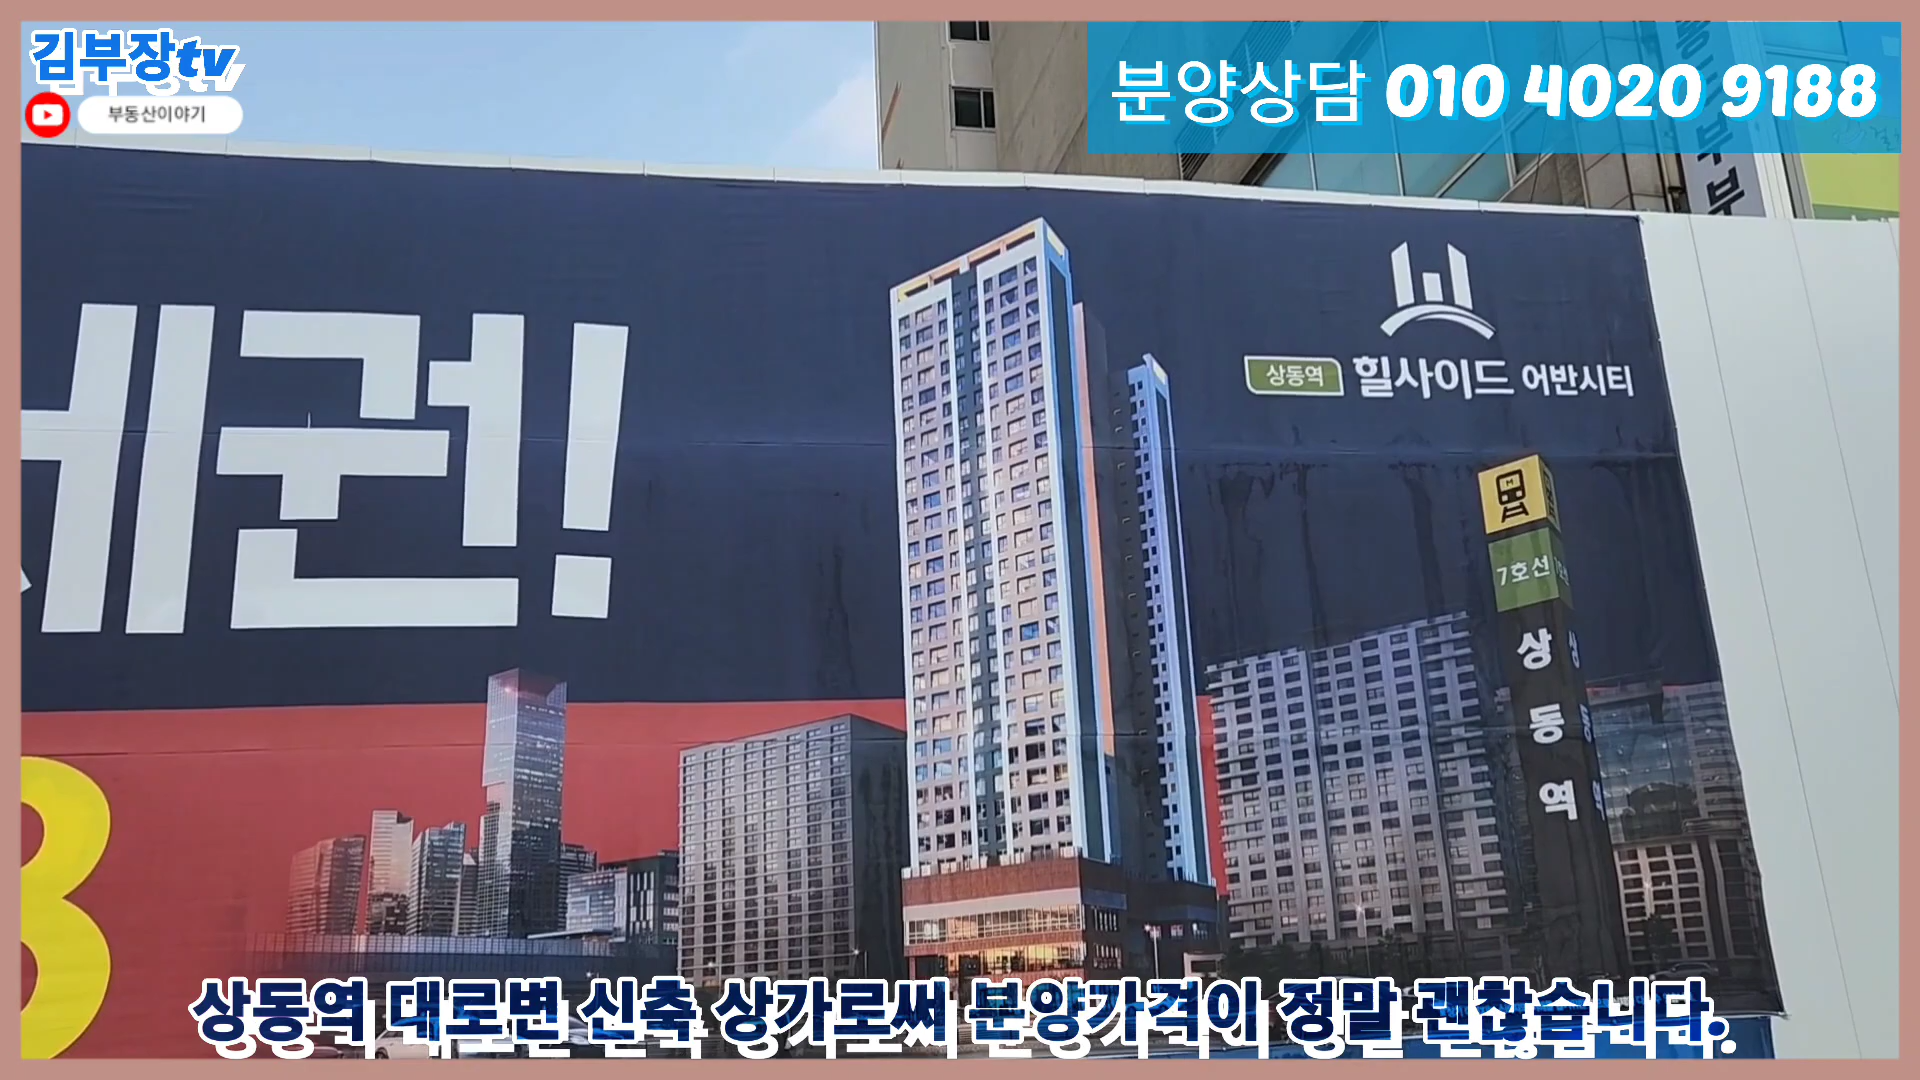 김부장tv
부동산이야기
분양상담 010 4020 9188
세권!
상동역 힐사이드 어반시티
M
7호선
상동역
상동역 대로변 신축 상가로써 분양가격이 정말 괜찮습니다.